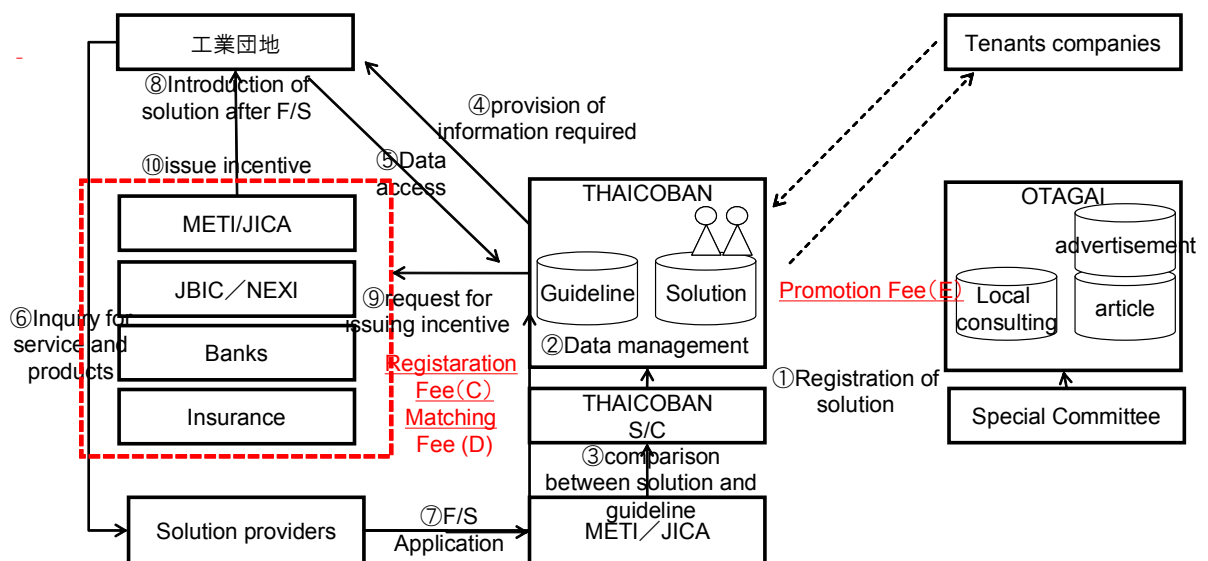 工業団地
Tenants companies
⑧Introduction of
solution after F/S
④provision of
information required
⑤Data
access
⑩issue incentive
METI/JICA
JBIC／NEXI
Banks
Insurance
⑥Inquiry for
service and
products
⑨request for
issuing incentive
Registaration
Fee（C）
Matching
Fee (D)
THAICOBAN
Guideline
Solution
②Data management
Promotion Fee（E）
OTAGAI
advertisement
Local
consulting
article
①Registration of
solution
THAICOBAN
S/C
Special Committee
③comparison
between solution and
guideline
Solution providers
⑦F/S
Application
METI／JICA